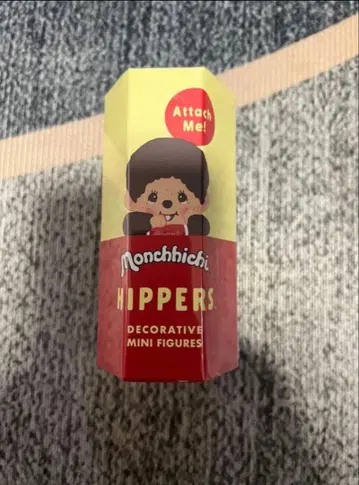 Attach
Me!
Monchhichi
HIPPERS
DECORATIVE
MINI FIGURES